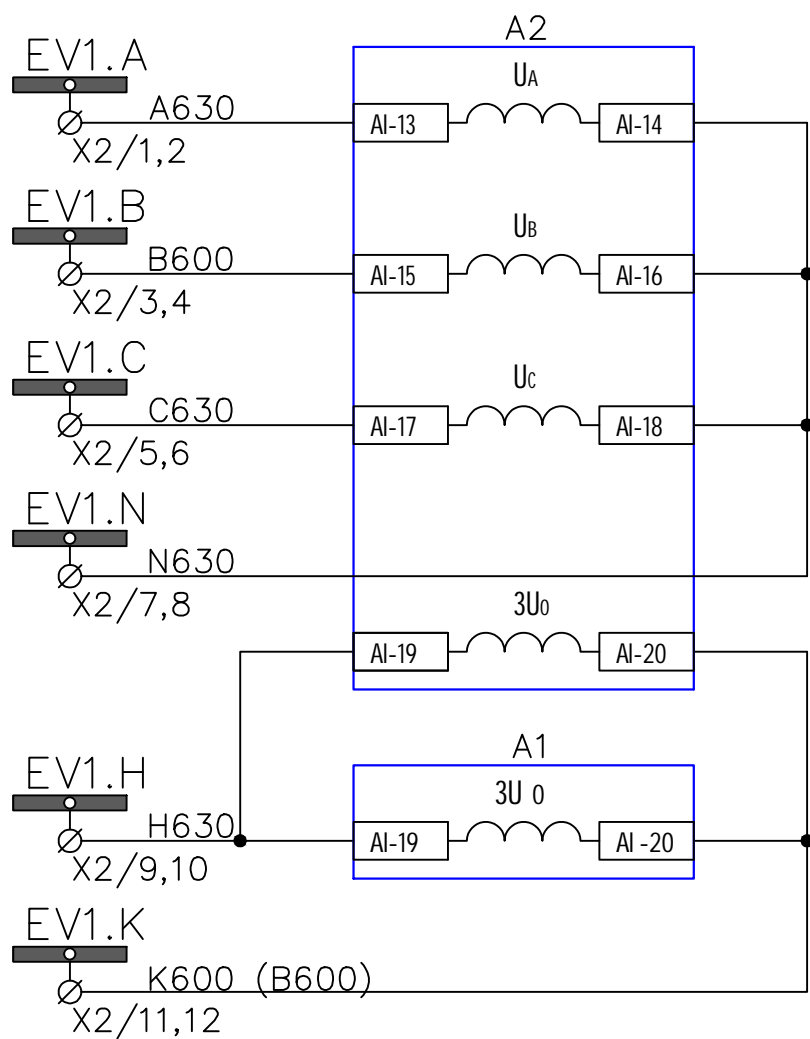 A2
EV1.A
UA
A630
AI-13
AI-14
X2/1,2
EV1.B
UB
B600
AI-15
AI-16
X2/3,4
EV1.C
UC
C630
AI-17
AI-18
X2/5,6
EV1.N
N630
X2/7,8
3U0
AI-19
AI-20
A1
EV1.H
3U 0
H630
AI-19
AI -20
X2/9,10
EV1.K
K600 (B600)
X2/11,12